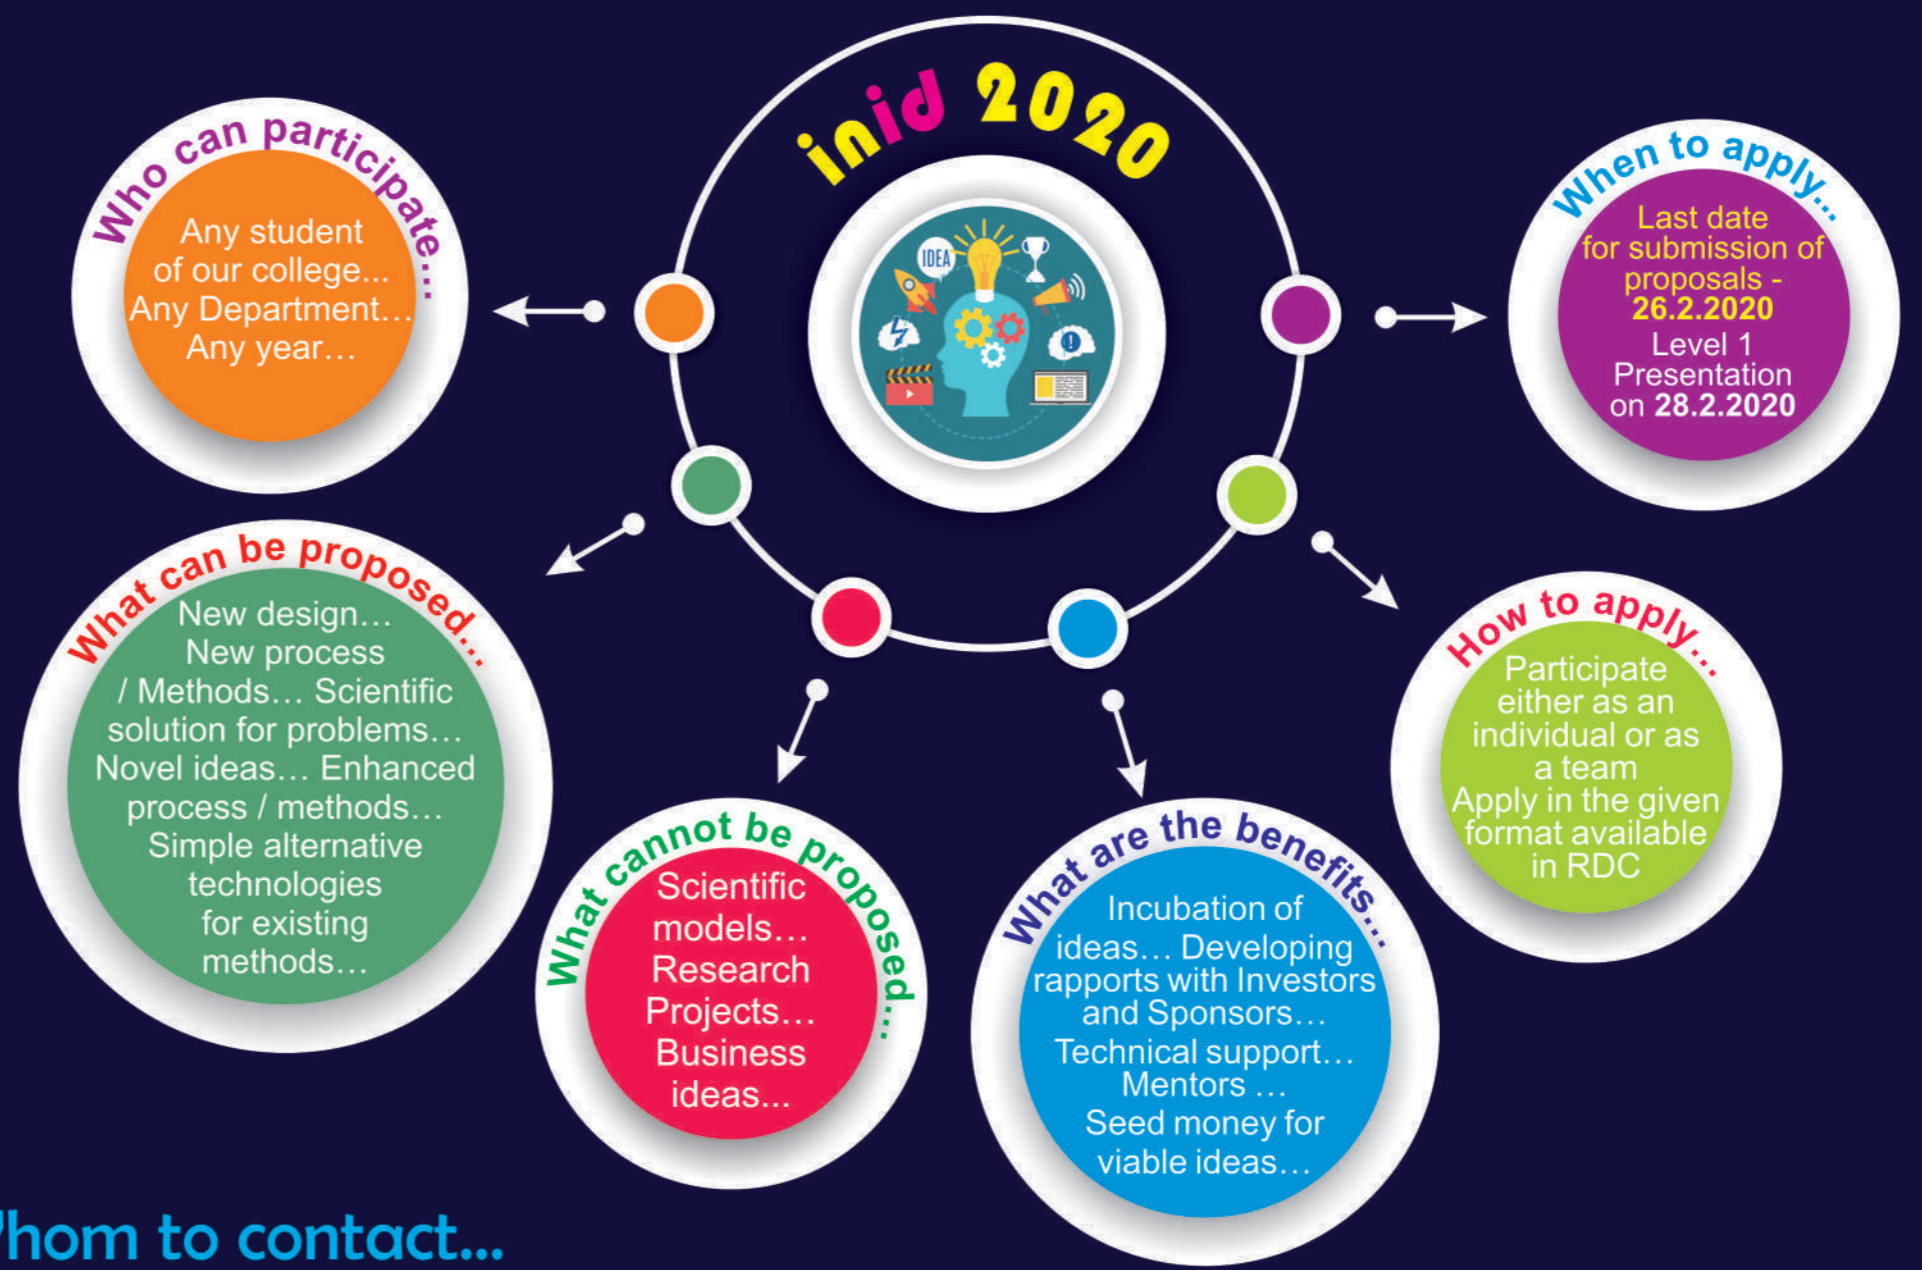 inid 2020
IDEA
Who can participate...
Any student
of our college...
Any Department...
Any year...
What can be proposed...
New design...
New process
/ Methods... Scientific
solution for problems...
Novel ideas... Enhanced
process / methods...
Simple alternative
technologies
for existing
methods...
What cannot be proposed....
Scientific
models...
Research
Projects...
Business
ideas...
What are the benefits...
Incubation of
ideas... Developing
rapports with Investors
and Sponsors...
Technical support...
Mentors ...
Seed money for
viable ideas...
How to apply...
Participate
either as an
individual or as
a team
Apply in the given
format available
in RDC
When to apply...
Last date
for submission of
proposals -
26.2.2020
Level 1
Presentation
on 28.2.2020
Whom to contact...